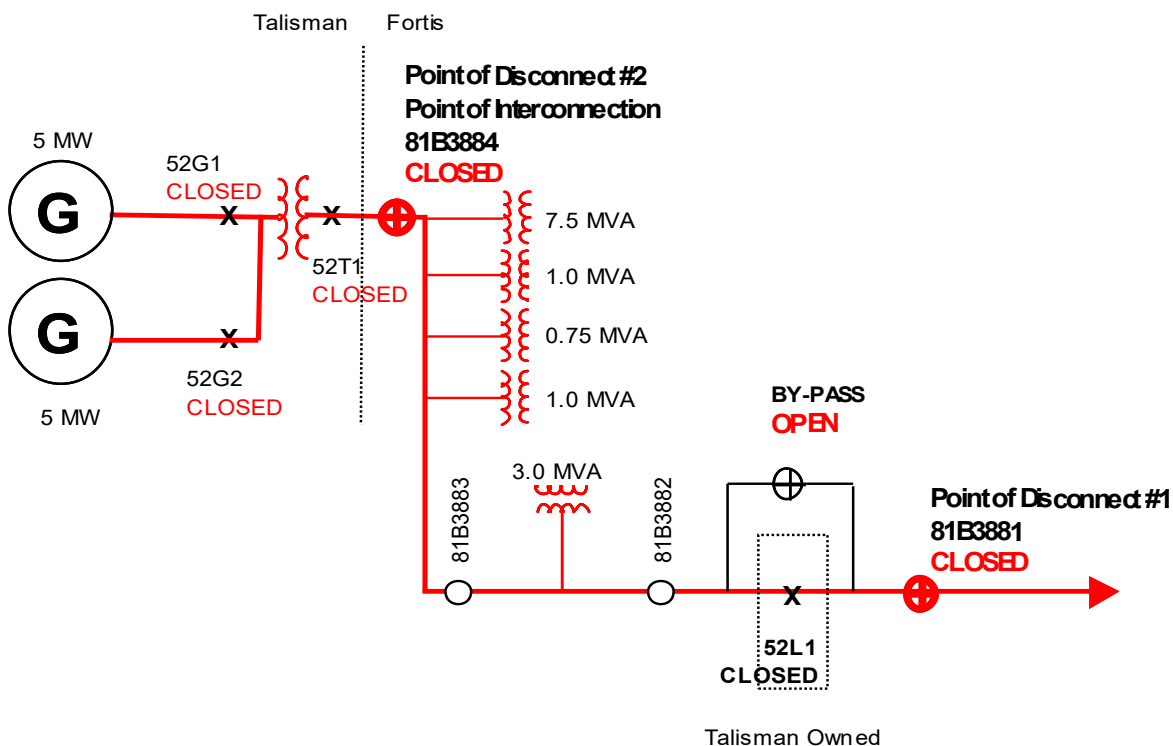 Talisman
Fortis
Point of Disconnect #2
Point of Interconnection
81B3884
CLOSED
5 MW
52G1
CLOSED
G
7.5 MVA
1.0 MVA
52T1
CLOSED
G
0.75 MVA
52G2
CLOSED
1.0 MVA
5 MW
BY-PASS
OPEN
3.0 MVA
81B3883
81B3882
Point of Disconnect #1
81B3881
CLOSED
52L1
CLOSED
Talisman Owned